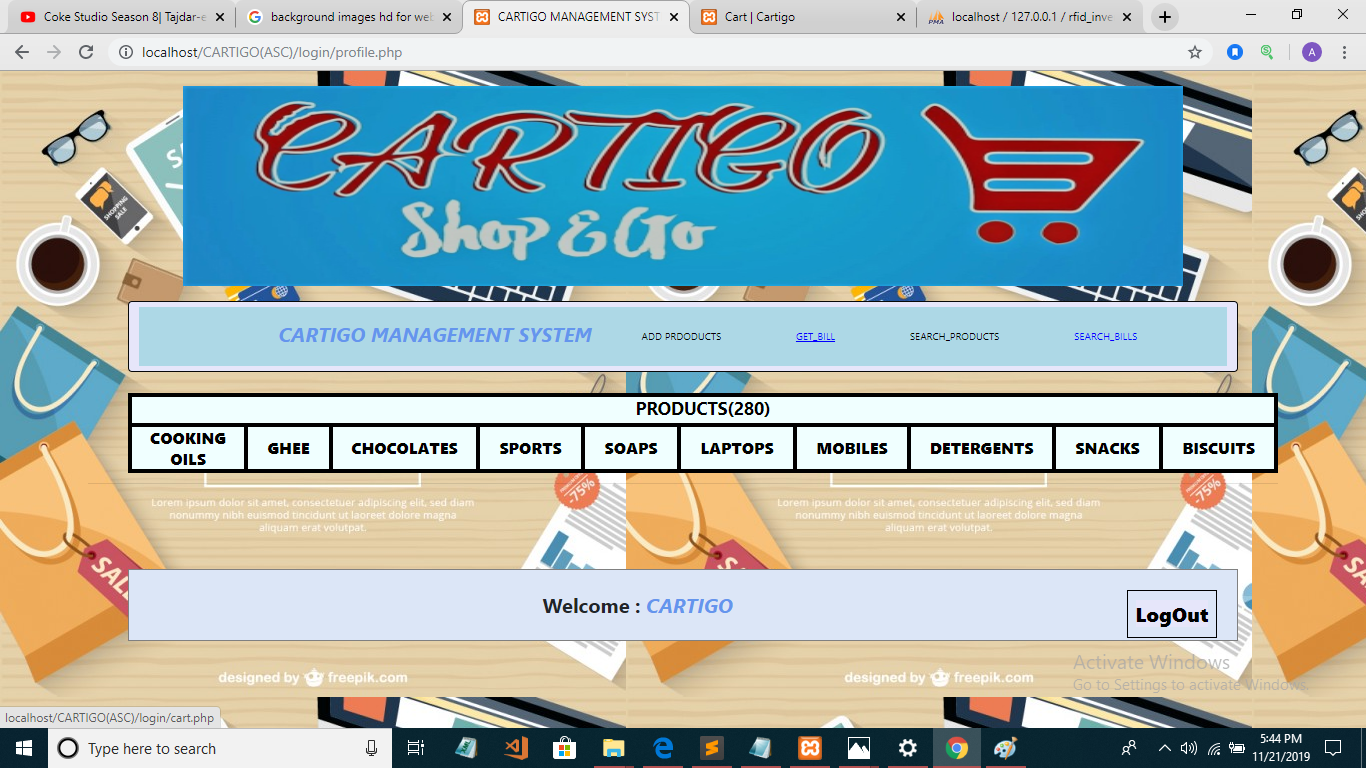 Coke Studio Season 8| Tajdar-e
background images hd for web
CARTIGO MANAGEMENT SYST
Cart | Cartigo
localhost / 127.0.0.1 / rfid_inve
localhost/CARTIGO(ASC)/login/profile.php
A
CARTIGO
Shop & Go
SHOPPING SALE
CARTIGO MANAGEMENT SYSTEM
ADD PRDODUCTS
GET_BILL
SEARCH_PRODUCTS
SEARCH_BILLS
PRODUCTS(280)
COOKING OILS
GHEE
CHOCOLATES
SPORTS
SOAPS
LAPTOPS
MOBILES
DETERGENTS
SNACKS
BISCUITS
-75%
-75%
Lorem ipsum dolor sit amet, consectetuer adipiscing elit, sed diam
nonummy nibh euismod tincidunt ut laoreet dolore magna
aliquam erat volutpat.
Lorem ipsum dolor sit amet, consectetuer adipiscing elit, sed diam
nonummy nibh euismod tincidunt ut laoreet dolore magna
aliquam erat volutpat.
SALE
SALE
Welcome : CARTIGO
LogOut
Activate Windows
Go to Settings to activate Windows.
designed by freepik.com
designed by freepik.com
localhost/CARTIGO(ASC)/login/cart.php
Type here to search
5:44 PM
11/21/2019